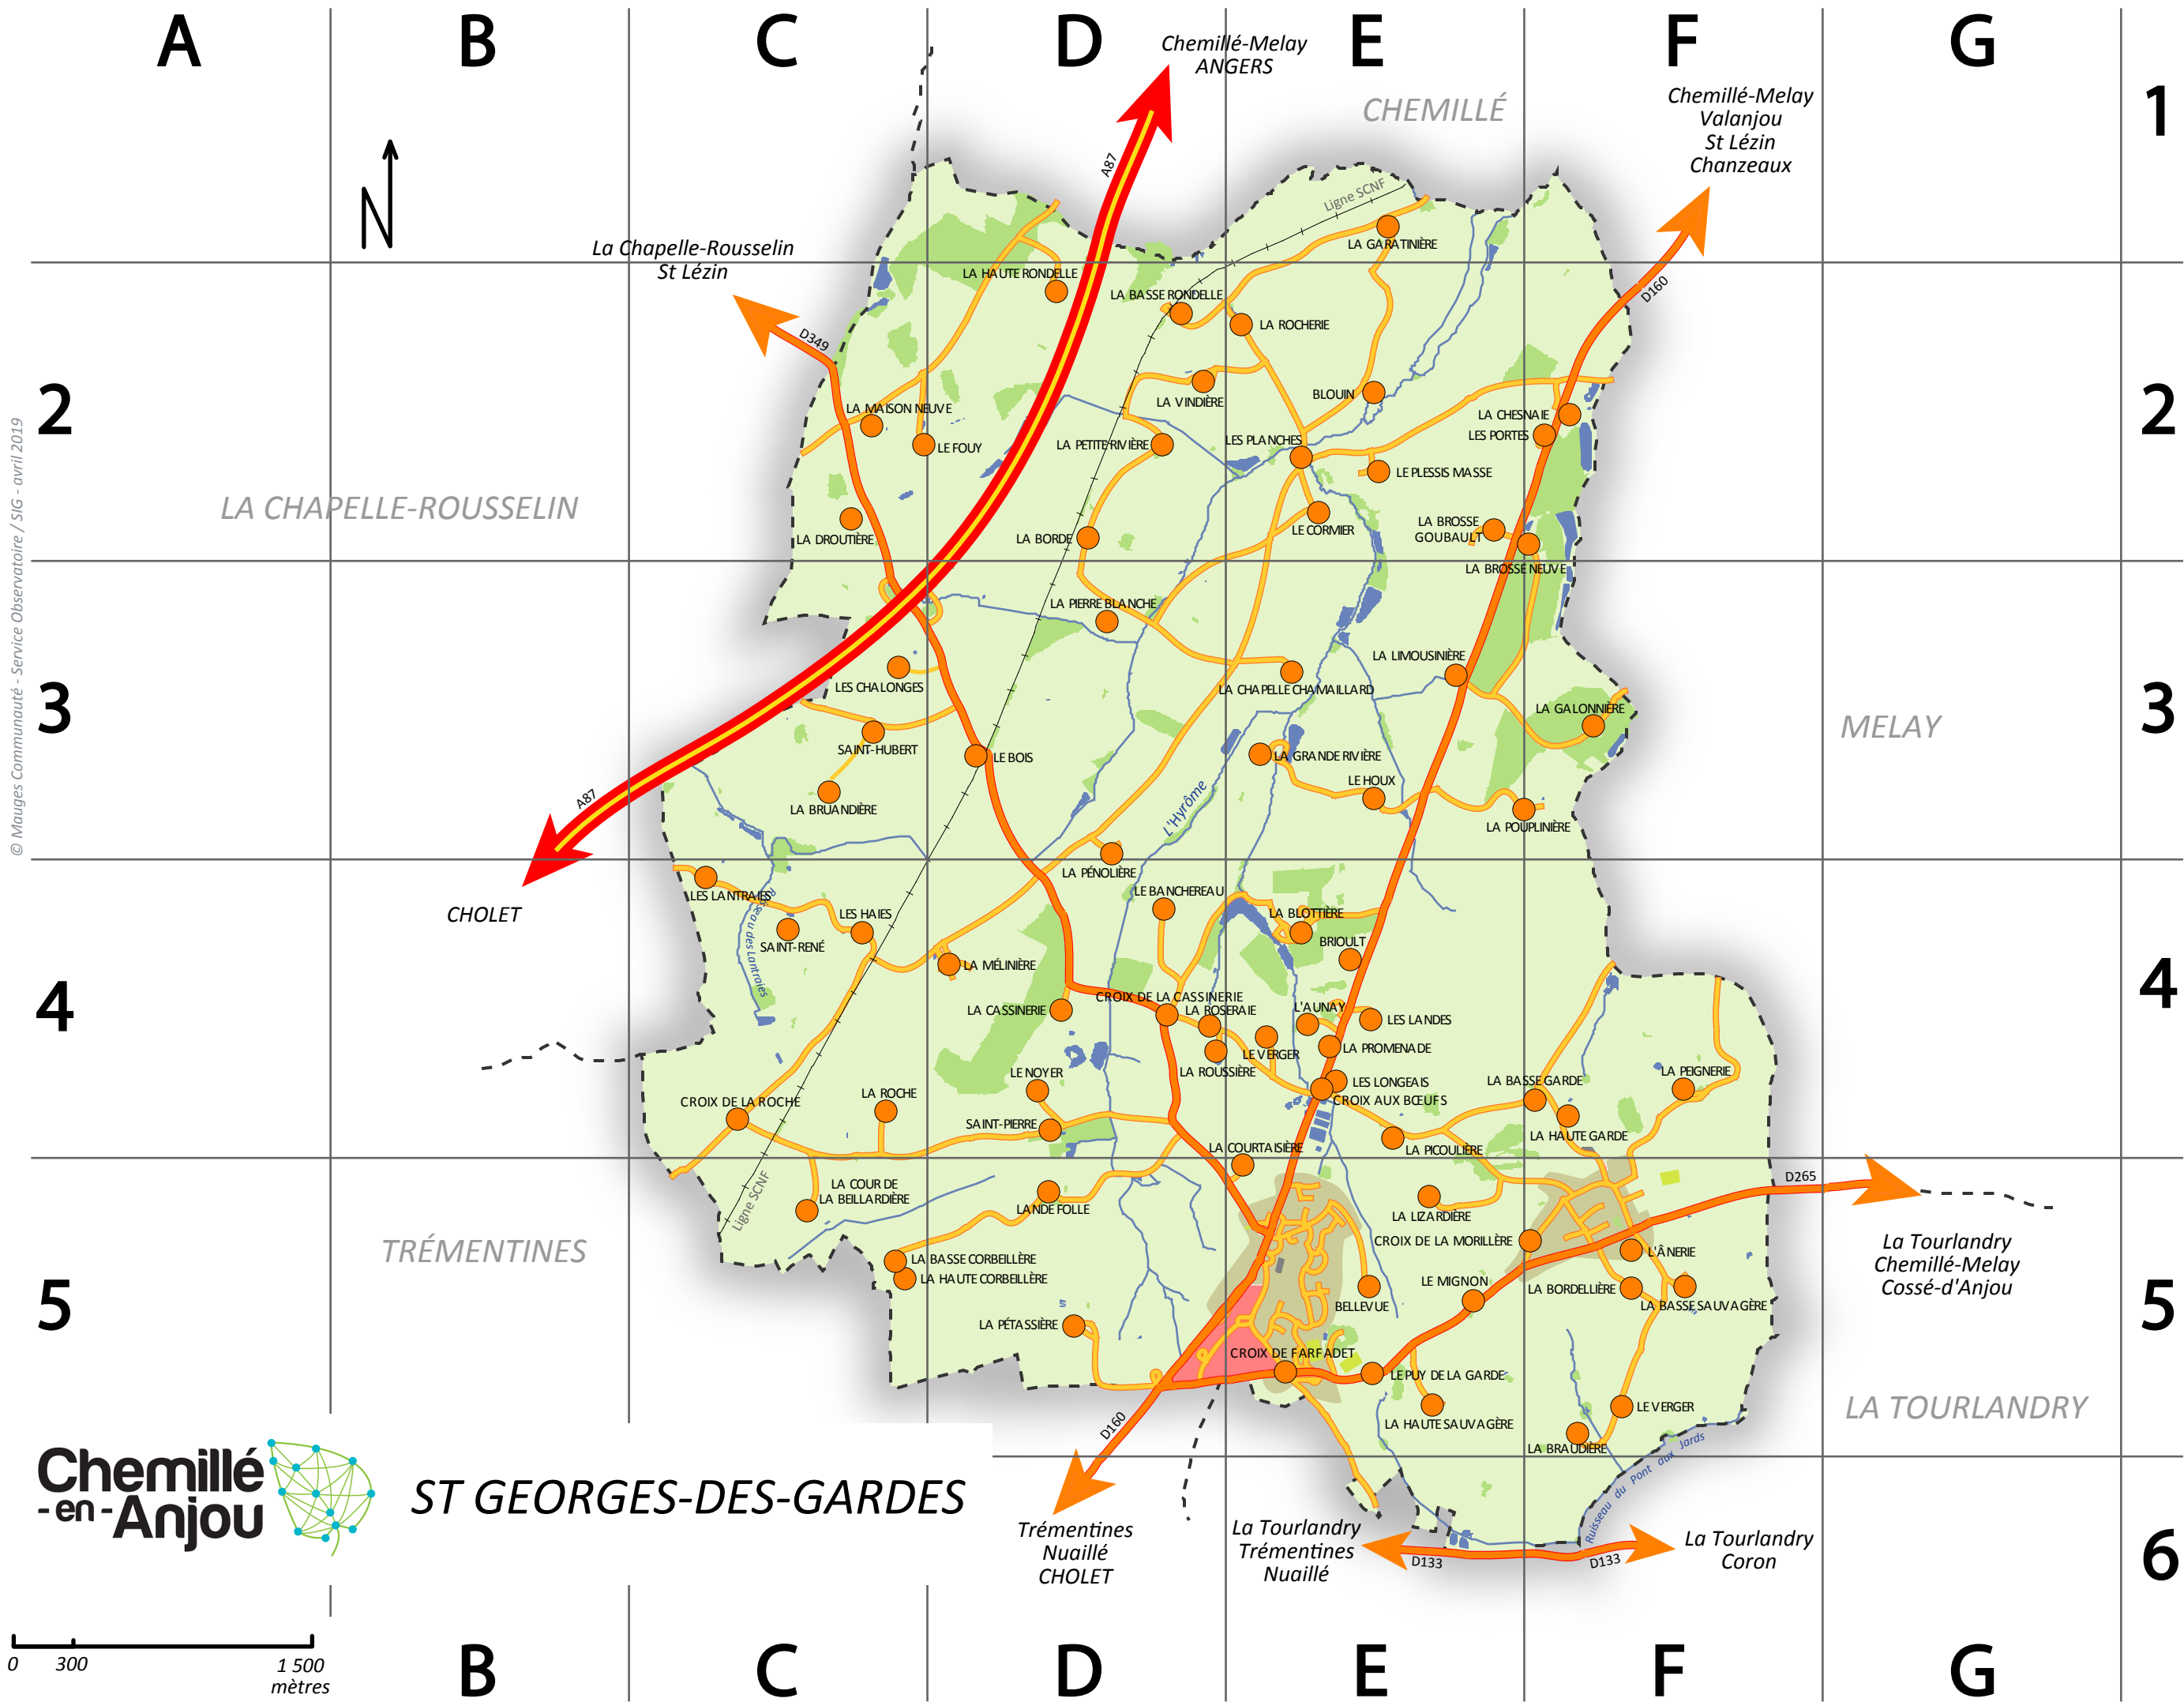 A
B
C
D
E
F
G
1
Chemillé-Melay
ANGERS
CHEMILLÉ
Chemillé-Melay
Valanjou
St Lézin
Chanzeaux
N
A87
Ligne SCNF
La Chapelle-Rousselin
St Lézin
LA GARATINIÈRE
LA HAUTE RONDELLE
LA BASSE RONDELLE
D160
D349
LA ROCHERIE
2
2
LA MAISON NEUVE
LE FOUY
LA VINDIÈRE
BLOUIN
LA CHESNAIE
LES PORTES
LA PETITE RIVIÈRE
LES PLANCHES
LE PLESSIS MASSE
LA CHAPELLE-ROUSSELIN
LA DROUTIÈRE
LA BORDE
LE CORMIER
LA BROSSE
GOUBAULT
LA BROSSE NEUVE
© Mauges Communauté - Service Observatoire / SIG - avril 2019
LA PIERRE BLANCHE
3
3
LES CHALONGES
LA LIMOUSINIÈRE
LA CHAPELLE CHAMAILLARD
LA GALONNIÈRE
MELAY
SAINT-HUBERT
LE BOIS
LA GRANDE RIVIÈRE
LE HOUX
LA BRUANDIÈRE
A87
L'Hyrôme
LA POUPLINIÈRE
CHOLET
LA PÉNOLIÈRE
LES LANTRAIES
LE BANCHEREAU
Ruisseau des Lantraies
LES HAIES
SAINT-RENÉ
LA BLOTTIÈRE
BRIOULT
LA MÉLINIÈRE
4
4
CROIX DE LA CASSINERIE
LA CASSINERIE
LA ROSERAIE
L'AUNAY
LES LANDES
LE VERGER
LA PROMENADE
LA ROUSSIÈRE
LE NOYER
LES LONGEAIS
CROIX AUX BŒUFS
LA BASSE GARDE
LA PEIGNERIE
CROIX DE LA ROCHE
LA ROCHE
SAINT-PIERRE
LA HAUTE GARDE
LA COURTAISIÈRE
LA PICOULIÈRE
D265
Ligne SCNF
LA COUR DE
LA BEILLARDIÈRE
LANDE FOLLE
LA LIZARDIÈRE
CROIX DE LA MORILLÈRE
L'ÂNERIE
TRÉMENTINES
La Tourlandry
Chemillé-Melay
Cossé-d'Anjou
LA BASSE CORBEILLÈRE
LA HAUTE CORBEILLÈRE
5
5
BELLEVUE
LE MIGNON
LA BORDELLIÈRE
LA BASSE SAUVAGÈRE
LA PÉTASSIÈRE
CROIX DE FARFADET
LE PUY DE LA GARDE
LA HAUTE SAUVAGÈRE
LE VERGER
LA BRAUDIÈRE
LA TOURLANDRY
D160
Ruisseau du Pont aux Jards
Chemillé
-en-
Anjou
ST GEORGES-DES-GARDES
Trémentines
Nuaillé
CHOLET
La Tourlandry
Trémentines
Nuaillé
D133
D133
La Tourlandry
Coron
6
0
300
1 500
mètres
B
C
D
E
F
G